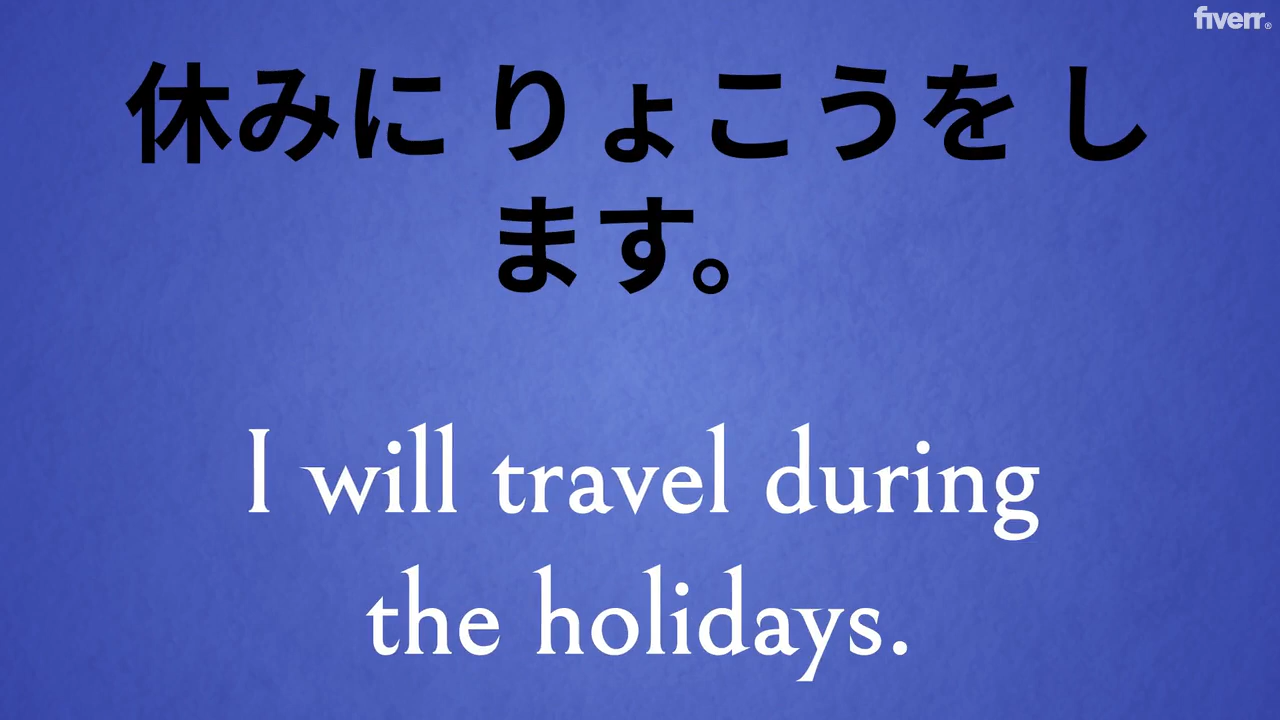 fiverr®
休みに りょこうを し
ます。
I will travel during
the holidays.